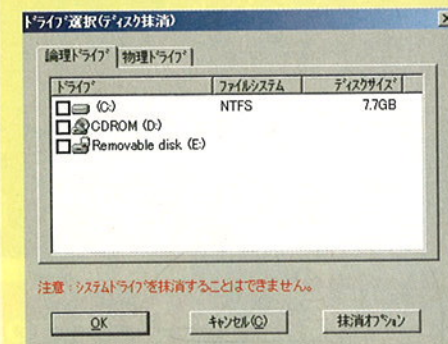 ﾄﾞﾗｲﾌﾞ選択(ﾃﾞｨｽｸ抹消)
論理ﾄﾞﾗｲﾌﾞ 物理ﾄﾞﾗｲﾌﾞ
ﾄﾞﾗｲﾌﾞ ﾌｧｲﾙｼｽﾃﾑ ﾃﾞｨｽｸｻｲｽﾞ
(C:) NTFS 7.7GB
CDROM (D:)
Removable disk (E:)
注意：ｼｽﾃﾑﾄﾞﾗｲﾌﾞを抹消することはできません。
OK ｷｬﾝｾﾙ(C) 抹消ｵﾌﾟｼｮﾝ